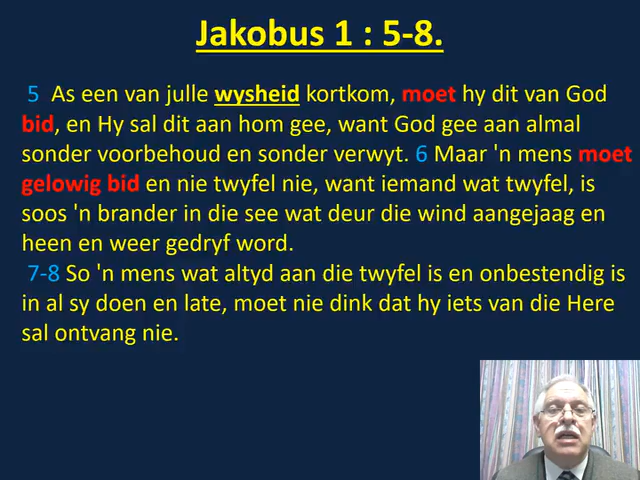 Jakobus 1 : 5-8.
5 As een van julle wysheid kortkom, moet hy dit van God
bid, en Hy sal dit aan hom gee, want God gee aan almal
sonder voorbehoud en sonder verwyt. 6 Maar 'n mens moet
gelowig bid en nie twyfel nie, want iemand wat twyfel, is
soos 'n brander in die see wat deur die wind aangejaag en
heen en weer gedryf word.
7-8 So 'n mens wat altyd aan die twyfel is en onbestendig is
in al sy doen en late, moet nie dink dat hy iets van die Here
sal ontvang nie.